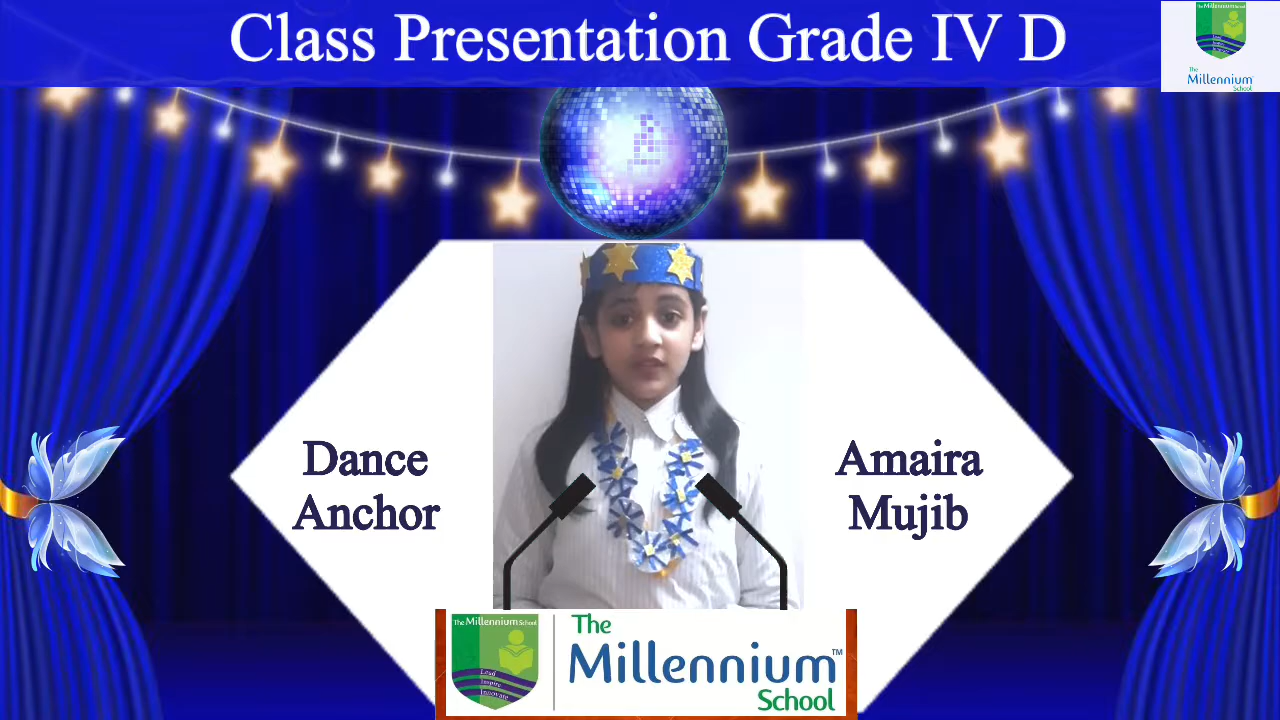 Class Presentation Grade IV D
The Millennium School
The
Millennium
School
Dance
Anchor
Amaira
Mujib
The Millennium School
Lead
Inspire
Innovate
The
Millennium™
School